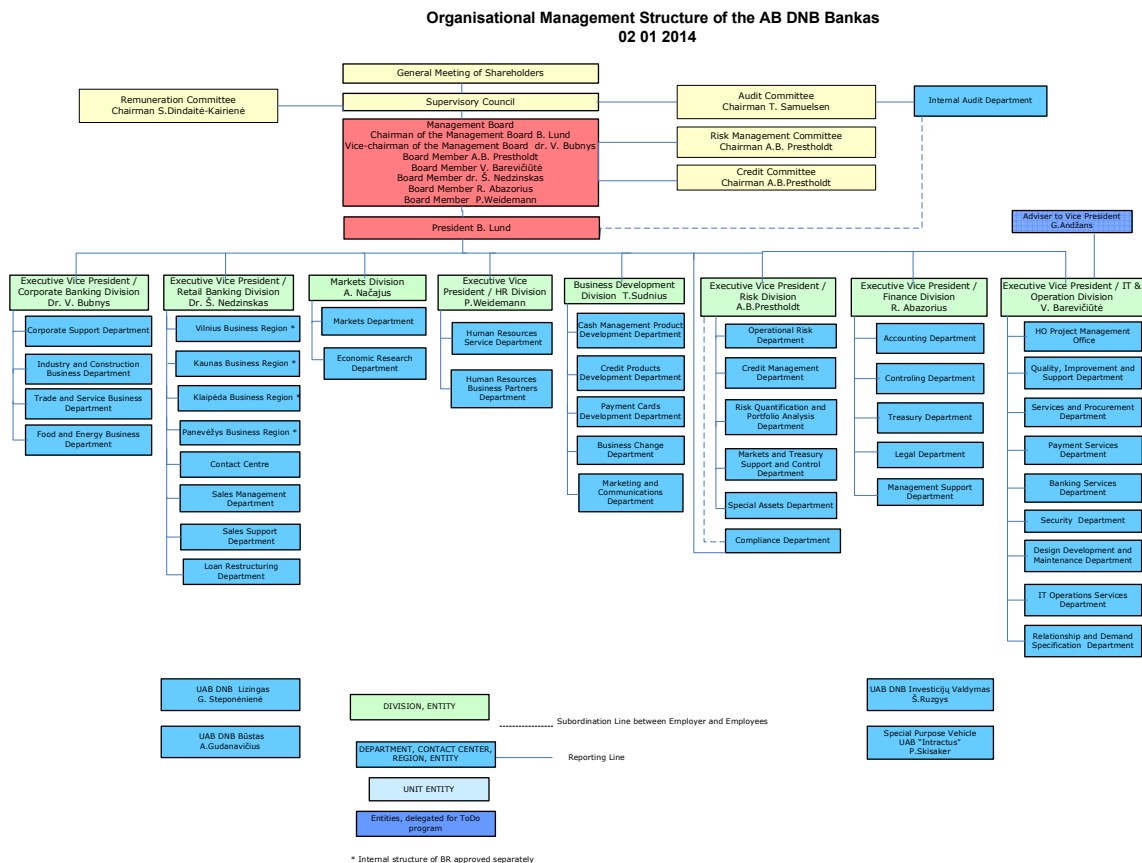 Organisational Management Structure of the AB DNB Bankas
02 01 2014
General Meeting of Shareholders
Remuneration Committee
Chairman S.Dindaitė-Kairienė
Supervisory Council
Audit Committee
Chairman T. Samuelsen
Internal Audit Department
Management Board
Chairman of the Management Board B. Lund
Vice-chairman of the Management Board dr. V. Bubnys
Board Member A.B. Prestholt
Board Member V. Barevičiūtė
Board Member dr. Š. Nedzinskas
Board Member R. Abazorius
Board Member P.Weidemann
Risk Management Committee
Chairman A.B. Prestholdt
Credit Committee
Chairman A.B.Presthodt
President B. Lund
Adviser to Vice President
G.Andžans
Executive Vice President /
Corporate Banking Division
Dr. V. Bubnys
Corporate Support Department
Industry and Construction
Business Department
Trade and Service Business
Department
Food and Energy Business
Department
Executive Vice President /
Retail Banking Division
Dr. Š. Nedzinskas
Vilnius Business Region *
Kaunas Business Region *
Klaipėda Business Region *
Panevėžys Business Region *
Contact Centre
Sales Management
Department
Sales Support
Department
Loan Restructuring
Department
Markets Division
A. Načajus
Markets Department
Economic Research
Department
Executive Vice
President / HR Division
P.Weidemann
Human Resources
Service Department
Human Resources
Business Partners
Department
Business Development
Division T.Sudnius
Cash Management Product
Development Department
Credit Products
Development Department
Payment Cards
Development Department
Business Change
Department
Marketing and
Communications
Department
Executive Vice President /
Risk Division
A.B.Prestholdt
Operational Risk
Department
Credit Management
Department
Risk Quantification and
Portfolio Analysis
Department
Markets and Treasury
Support and Control
Department
Special Assets Department
Compliance Department
Executive Vice President /
Finance Division
R. Abazorius
Accounting Department
Controling Department
Treasury Department
Legal Department
Management Support
Department
Executive Vice President / IT &
Operation Division
V. Barevičiūtė
HO Project Management
Office
Quality, Improvement and
Support Department
Services and Procurement
Department
Payment Services
Department
Banking Services
Department
Security Department
Design Development and
Maintenance Department
IT Operations Services
Department
Relationship and Demand
Specification Department
UAB DNB Lizingas
G. Steponėnienė
UAB DNB Būstas
A.Gudanavičius
DIVISION, ENTITY
Subordination Line between Employer and Employees
DEPARTMENT, CONTACT CENTER,
REGION, ENTITY
Reporting Line
UNIT ENTITY
Entities, delegated for ToDo
program
UAB DNB Investicijų Valdymas
Š.Ruzgys
Special Purpose Vehicle
UAB "Intractus"
P.Skisaker
* Internal structure of BR approved separately